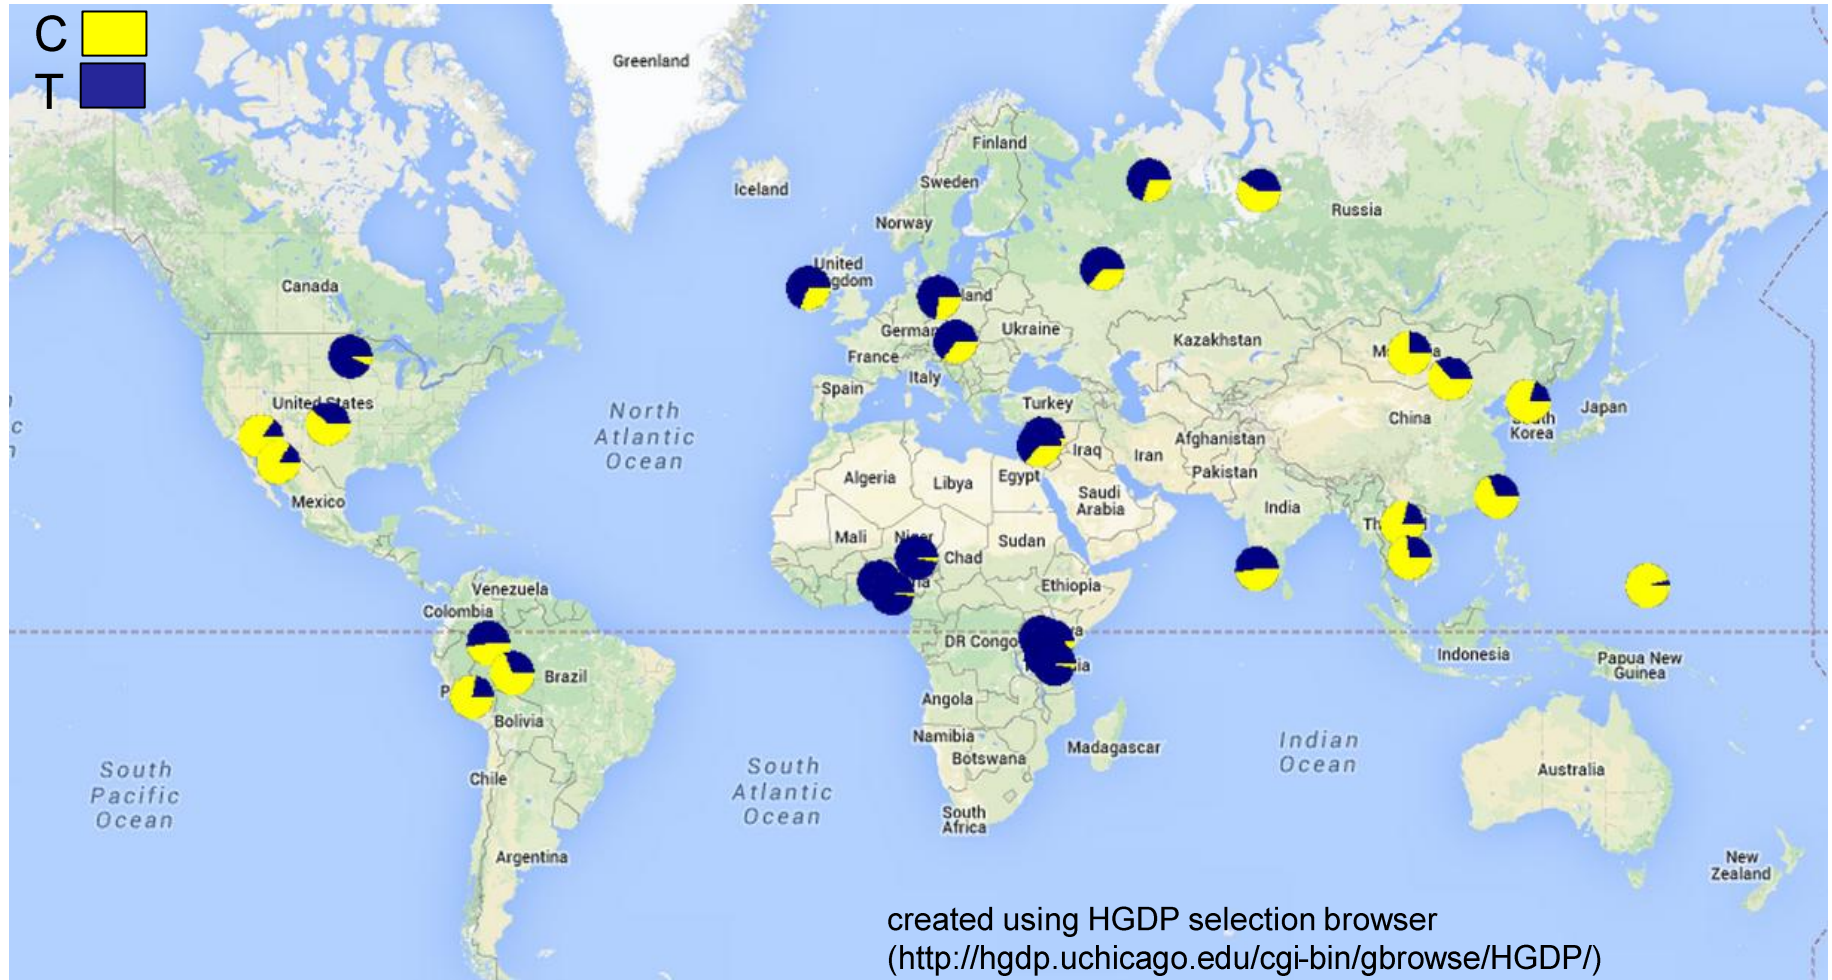 C
T
Greenland
Finland
Iceland
Sweden
Norway
Russia
United
Canada
Ukraine
Kazakhstan
France
Italy
Spain
United States
Turkey
China
Japan
Korea
North
Atlantic
Ocean
Afghanistan
Iraq
Iran
Pakistan
Algeria
Libya
Egypt
Saudi
Arabia
India
Mexico
Mali
Niger
Sudan
Chad
Ethiopia
Venezuela
Colombia
DR Congo
Brazil
Indonesia
Papua New
Guinea
Angola
Bolivia
Namibia
Madagascar
Botswana
Indian
Ocean
Chile
South
Pacific
Ocean
South
Atlantic
Ocean
Australia
South
Africa
Argentina
New
Zealand
created using HGDP selection browser
(http://hgdp.uchicago.edu/cgi-bin/gbrowse/HGDP/)